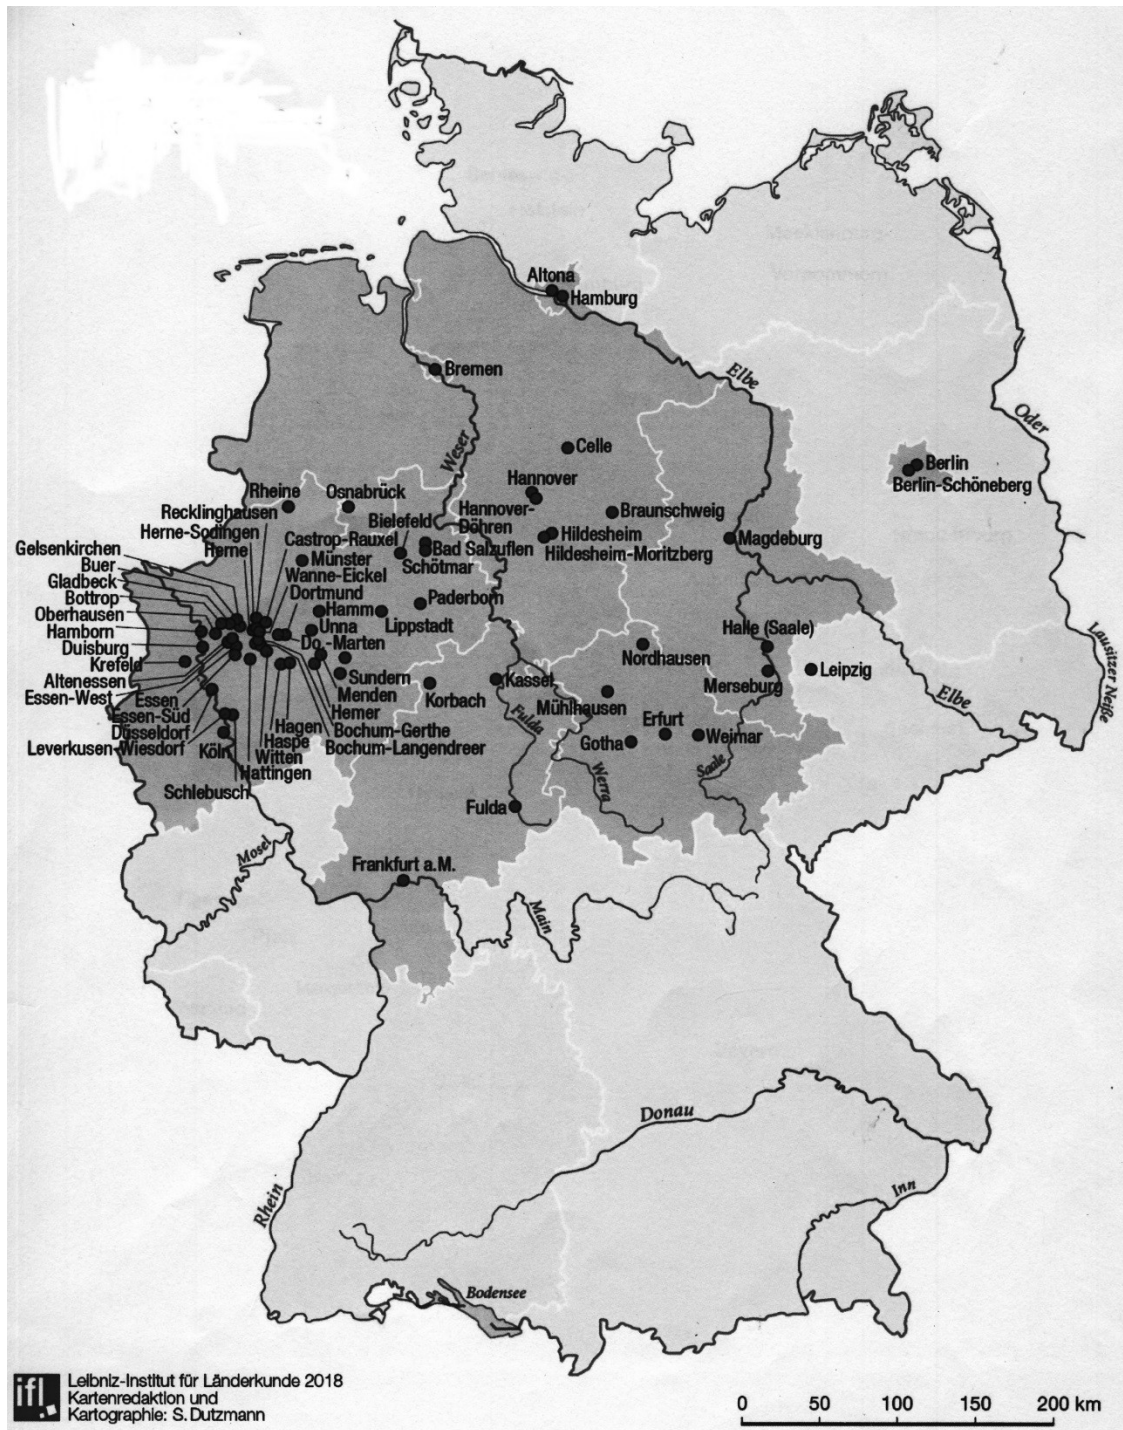 Altona
Hamburg
Elbe
Bremen
Oder
Weser
Celle
Berlin
Berlin-Schöneberg
Hannover
Rheine
Osnabrück
Recklinghausen
Hannover-
Döhren
Braunschweig
Bielefeld
Herne-Sodingen
Castrop-Rauxel
Hildesheim
Magdeburg
Herne
Bad Salzuflen
Hildesheim-Moritzberg
Gelsenkirchen
Münster
Schötmar
Buer
Wanne-Eickel
Gladbeck
Dortmund
Paderborn
Bottrop
Hamm
Oberhausen
Unna
Lippstadt
Halle (Saale)
Hamborn
Do.-Marten
Duisburg
Nordhausen
Lausitzer Neiße
Krefeld
Leipzig
Altenessen
Sundern
Kassel
Merseburg
Essen-West
Menden
Korbach
Elbe
Essen
Hemer
Mühlhausen
Essen-Süd
Fulda
Erfurt
Düsseldorf
Hagen
Bochum-Gerthe
Weimar
Leverkusen-Wiesdorf
Haspe
Bochum-Langendreer
Gotha
Köln
Witten
Saale
Hattingen
Werra
Schlebusch
Fulda
Mosel
Frankfurt a.M.
Main
Donau
Rhein
Inn
Bodensee
ifl
Leibniz-Institut für Länderkunde 2018
Kartenredaktion und
Kartographie: S. Dutzmann
0 50 100 150 200 km